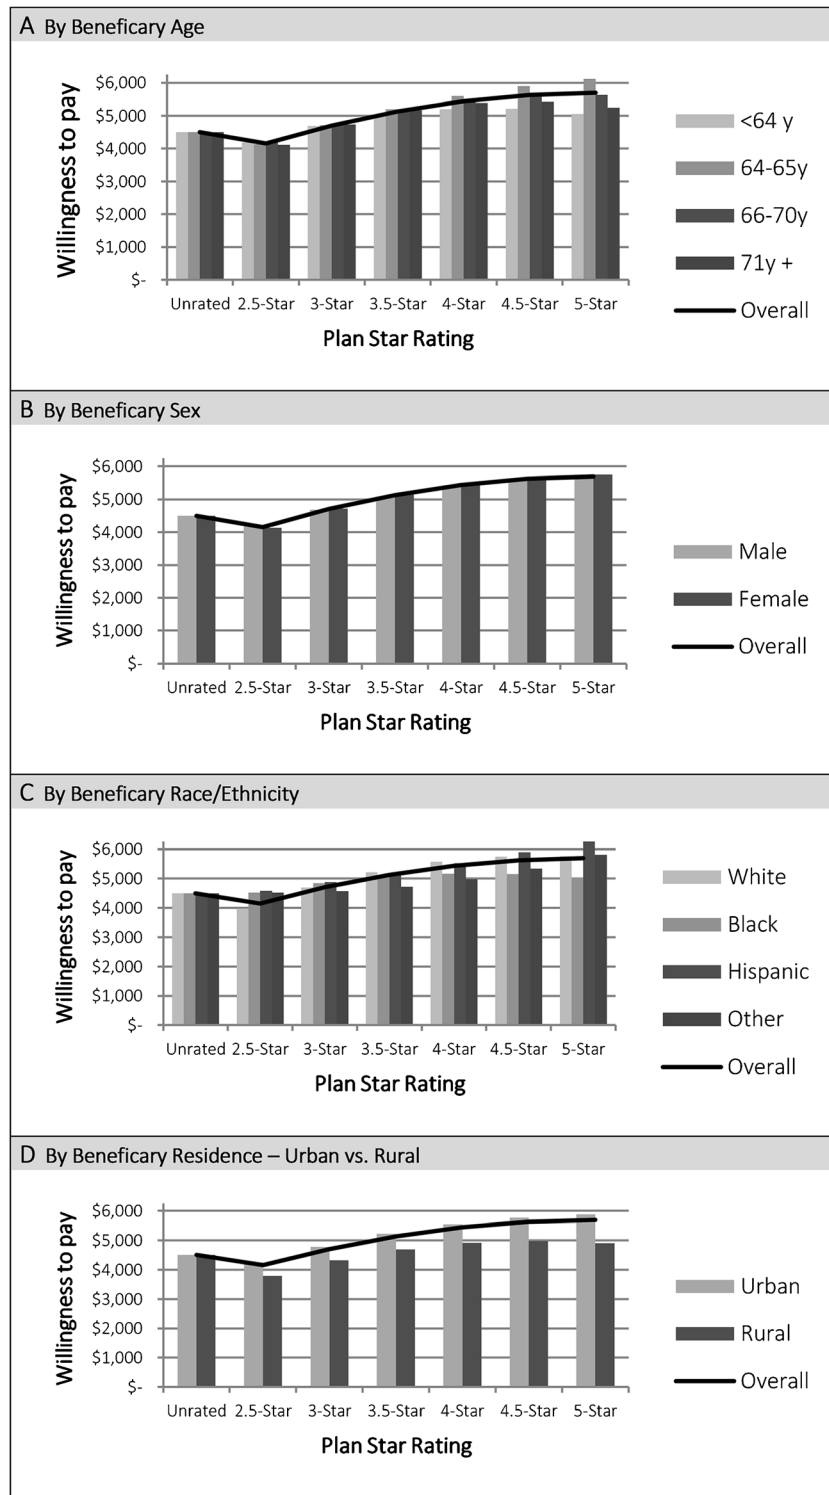 A By Beneficary Age
Willingness to pay
$6,000
$5,000
$4,000
$3,000
$2,000
$1,000
$-
Unrated 2.5-Star 3-Star 3.5-Star 4-Star 4.5-Star 5-Star
Plan Star Rating
<64 y
64-65y
66-70y
71y +
Overall
B By Beneficary Sex
Willingness to pay
$6,000
$5,000
$4,000
$3,000
$2,000
$1,000
$-
Unrated 2.5-Star 3-Star 3.5-Star 4-Star 4.5-Star 5-Star
Plan Star Rating
Male
Female
Overall
C By Beneficary Race/Ethnicity
Willingness to pay
$6,000
$5,000
$4,000
$3,000
$2,000
$1,000
$-
Unrated 2.5-Star 3-Star 3.5-Star 4-Star 4.5-Star 5-Star
Plan Star Rating
White
Black
Hispanic
Other
Overall
D By Beneficary Residence – Urban vs. Rural
Willingness to pay
$6,000
$5,000
$4,000
$3,000
$2,000
$1,000
$-
Unrated 2.5-Star 3-Star 3.5-Star 4-Star 4.5-Star 5-Star
Plan Star Rating
Urban
Rural
Overall